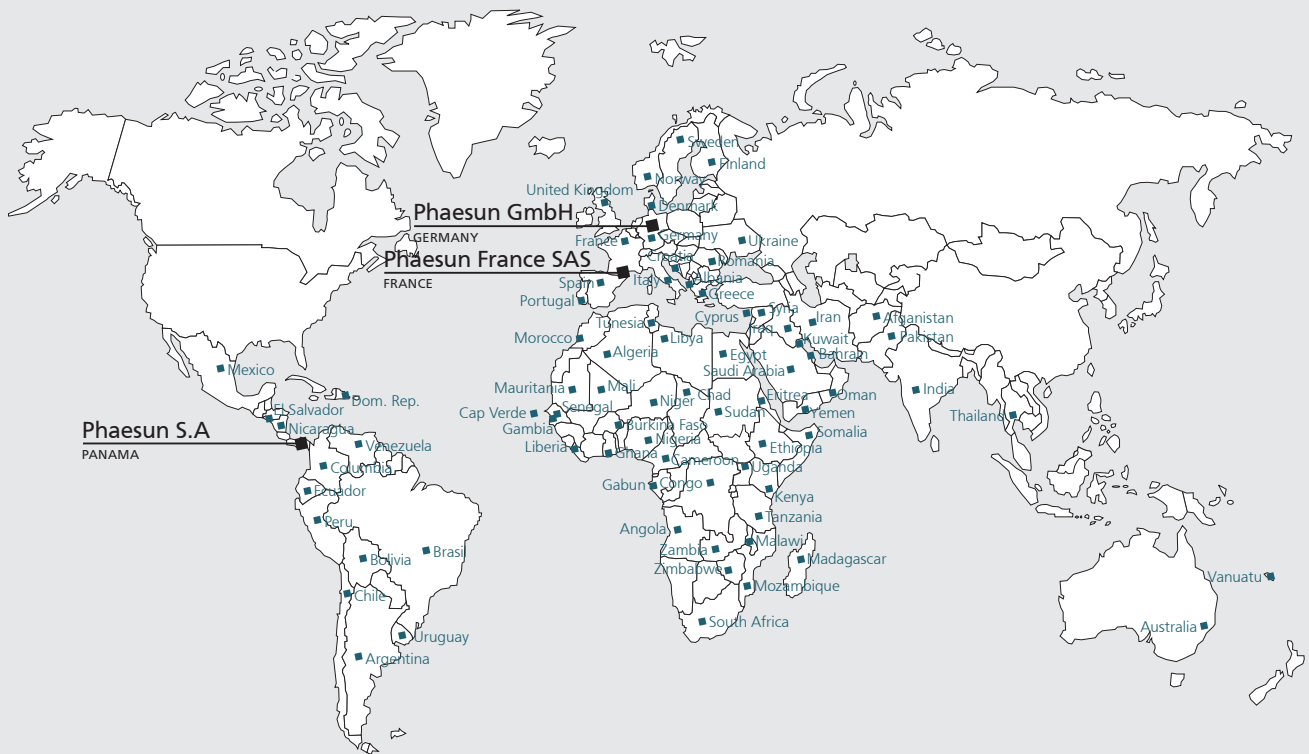 Sweden
Finland
Norway
United Kingdom
Denmark
Phaesun GmbH
GERMANY
Germany
France
Ukraine
Phaesun France SAS
FRANCE
Croatia
Romania
Italy
Albania
Spain
Greece
Portugal
Cyprus
Syria
Tunesia
Iran
Afganistan
Iraq
Morocco
Libya
Kuwait
Pakistan
Algeria
Egypt
Bahrain
Saudi Arabia
Mexico
Mauritania
Mali
Chad
Eritrea
Oman
India
Dom. Rep.
Niger
El Salvador
Cap Verde
Senegal
Sudan
Yemen
Thailand
Nicaragua
Gambia
Burkina Faso
Somalia
Phaesun S.A
PANAMA
Venezuela
Liberia
Ghana
Nigeria
Ethiopia
Columbia
Cameroon
Uganda
Ecuador
Gabun
Congo
Kenya
Peru
Angola
Tanzania
Bolivia
Brasil
Zambia
Malawi
Madagascar
Zimbabwe
Vanuatu
Chile
Mozambique
Uruguay
South Africa
Australia
Argentina